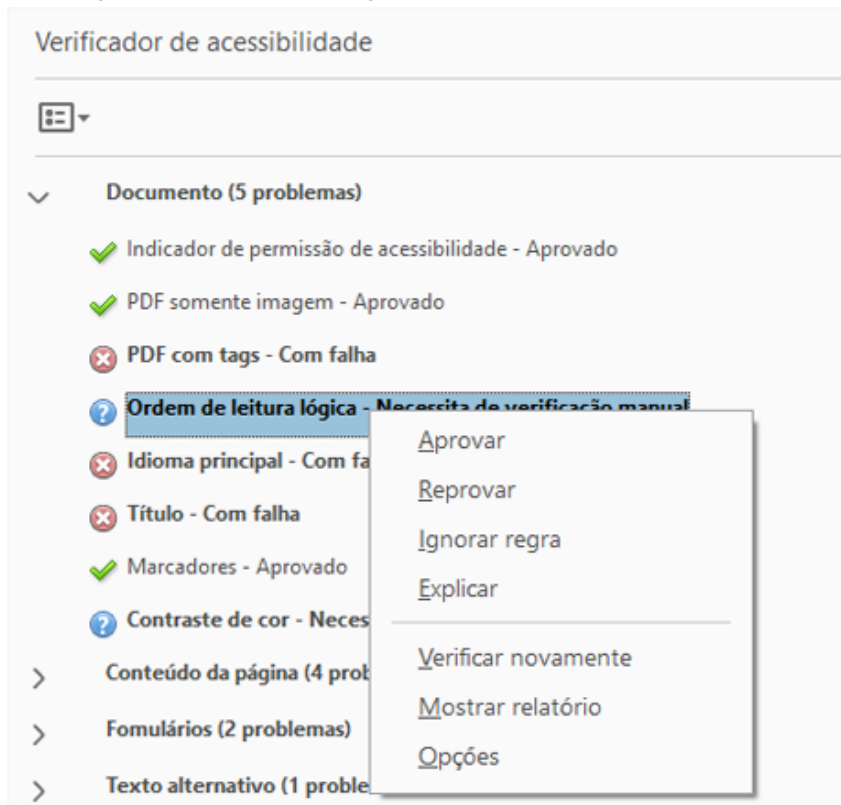 Verificador de acessibilidade
Documento (5 problemas)
Indicador de permissão de acessibilidade - Aprovado
PDF somente imagem - Aprovado
PDF com tags - Com falha
Ordem de leitura lógica - Necessita de verificação manual
Idioma principal - Com fa
Título - Com falha
Marcadores - Aprovado
Contraste de cor - Neces
Conteúdo da página (4 prob
Fomulários (2 problemas)
Texto alternativo (1 proble
Aprovar
Reprovar
Ignorar regra
Explicar
Verificar novamente
Mostrar relatório
Opções